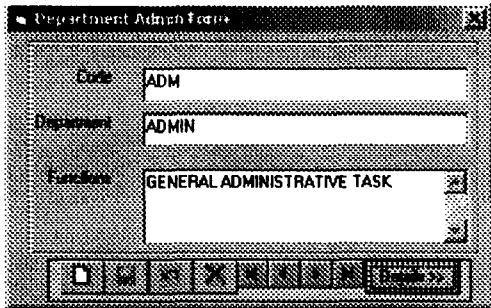 Department Admin Form
Code
ADM
Department
ADMIN
Functions
GENERAL ADMINISTRATIVE TASK